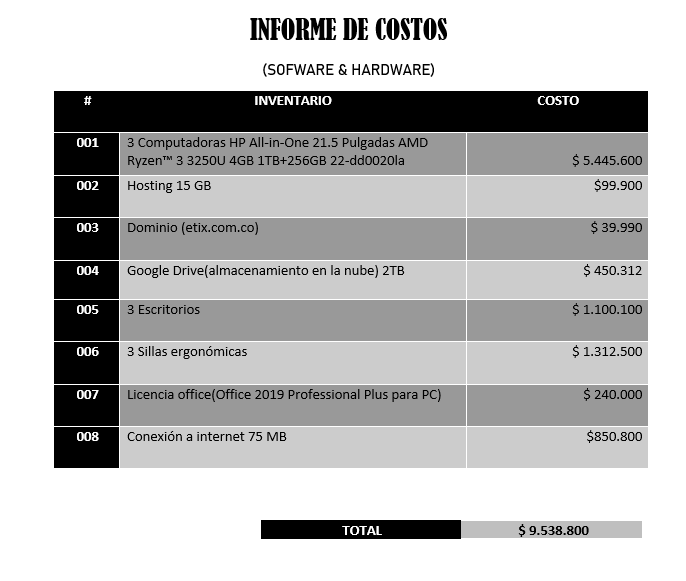 INFORME DE COSTOS
(SOFWARE & HARDWARE)
# INVENTARIO COSTO
001 3 Computadoras HP All-in-One 21.5 Pulgadas AMD
Ryzen™ 3 3250U 4GB 1TB+256GB 22-dd0020la $ 5.445.600
002 Hosting 15 GB $99.900
003 Dominio (etix.com.co) $ 39.990
004 Google Drive(almacenamiento en la nube) 2TB $ 450.312
005 3 Escritorios $ 1.100.100
006 3 Sillas ergonómicas $ 1.312.500
007 Licencia office(Office 2019 Professional Plus para PC) $ 240.000
008 Conexión a internet 75 MB $850.800
TOTAL $ 9.538.800